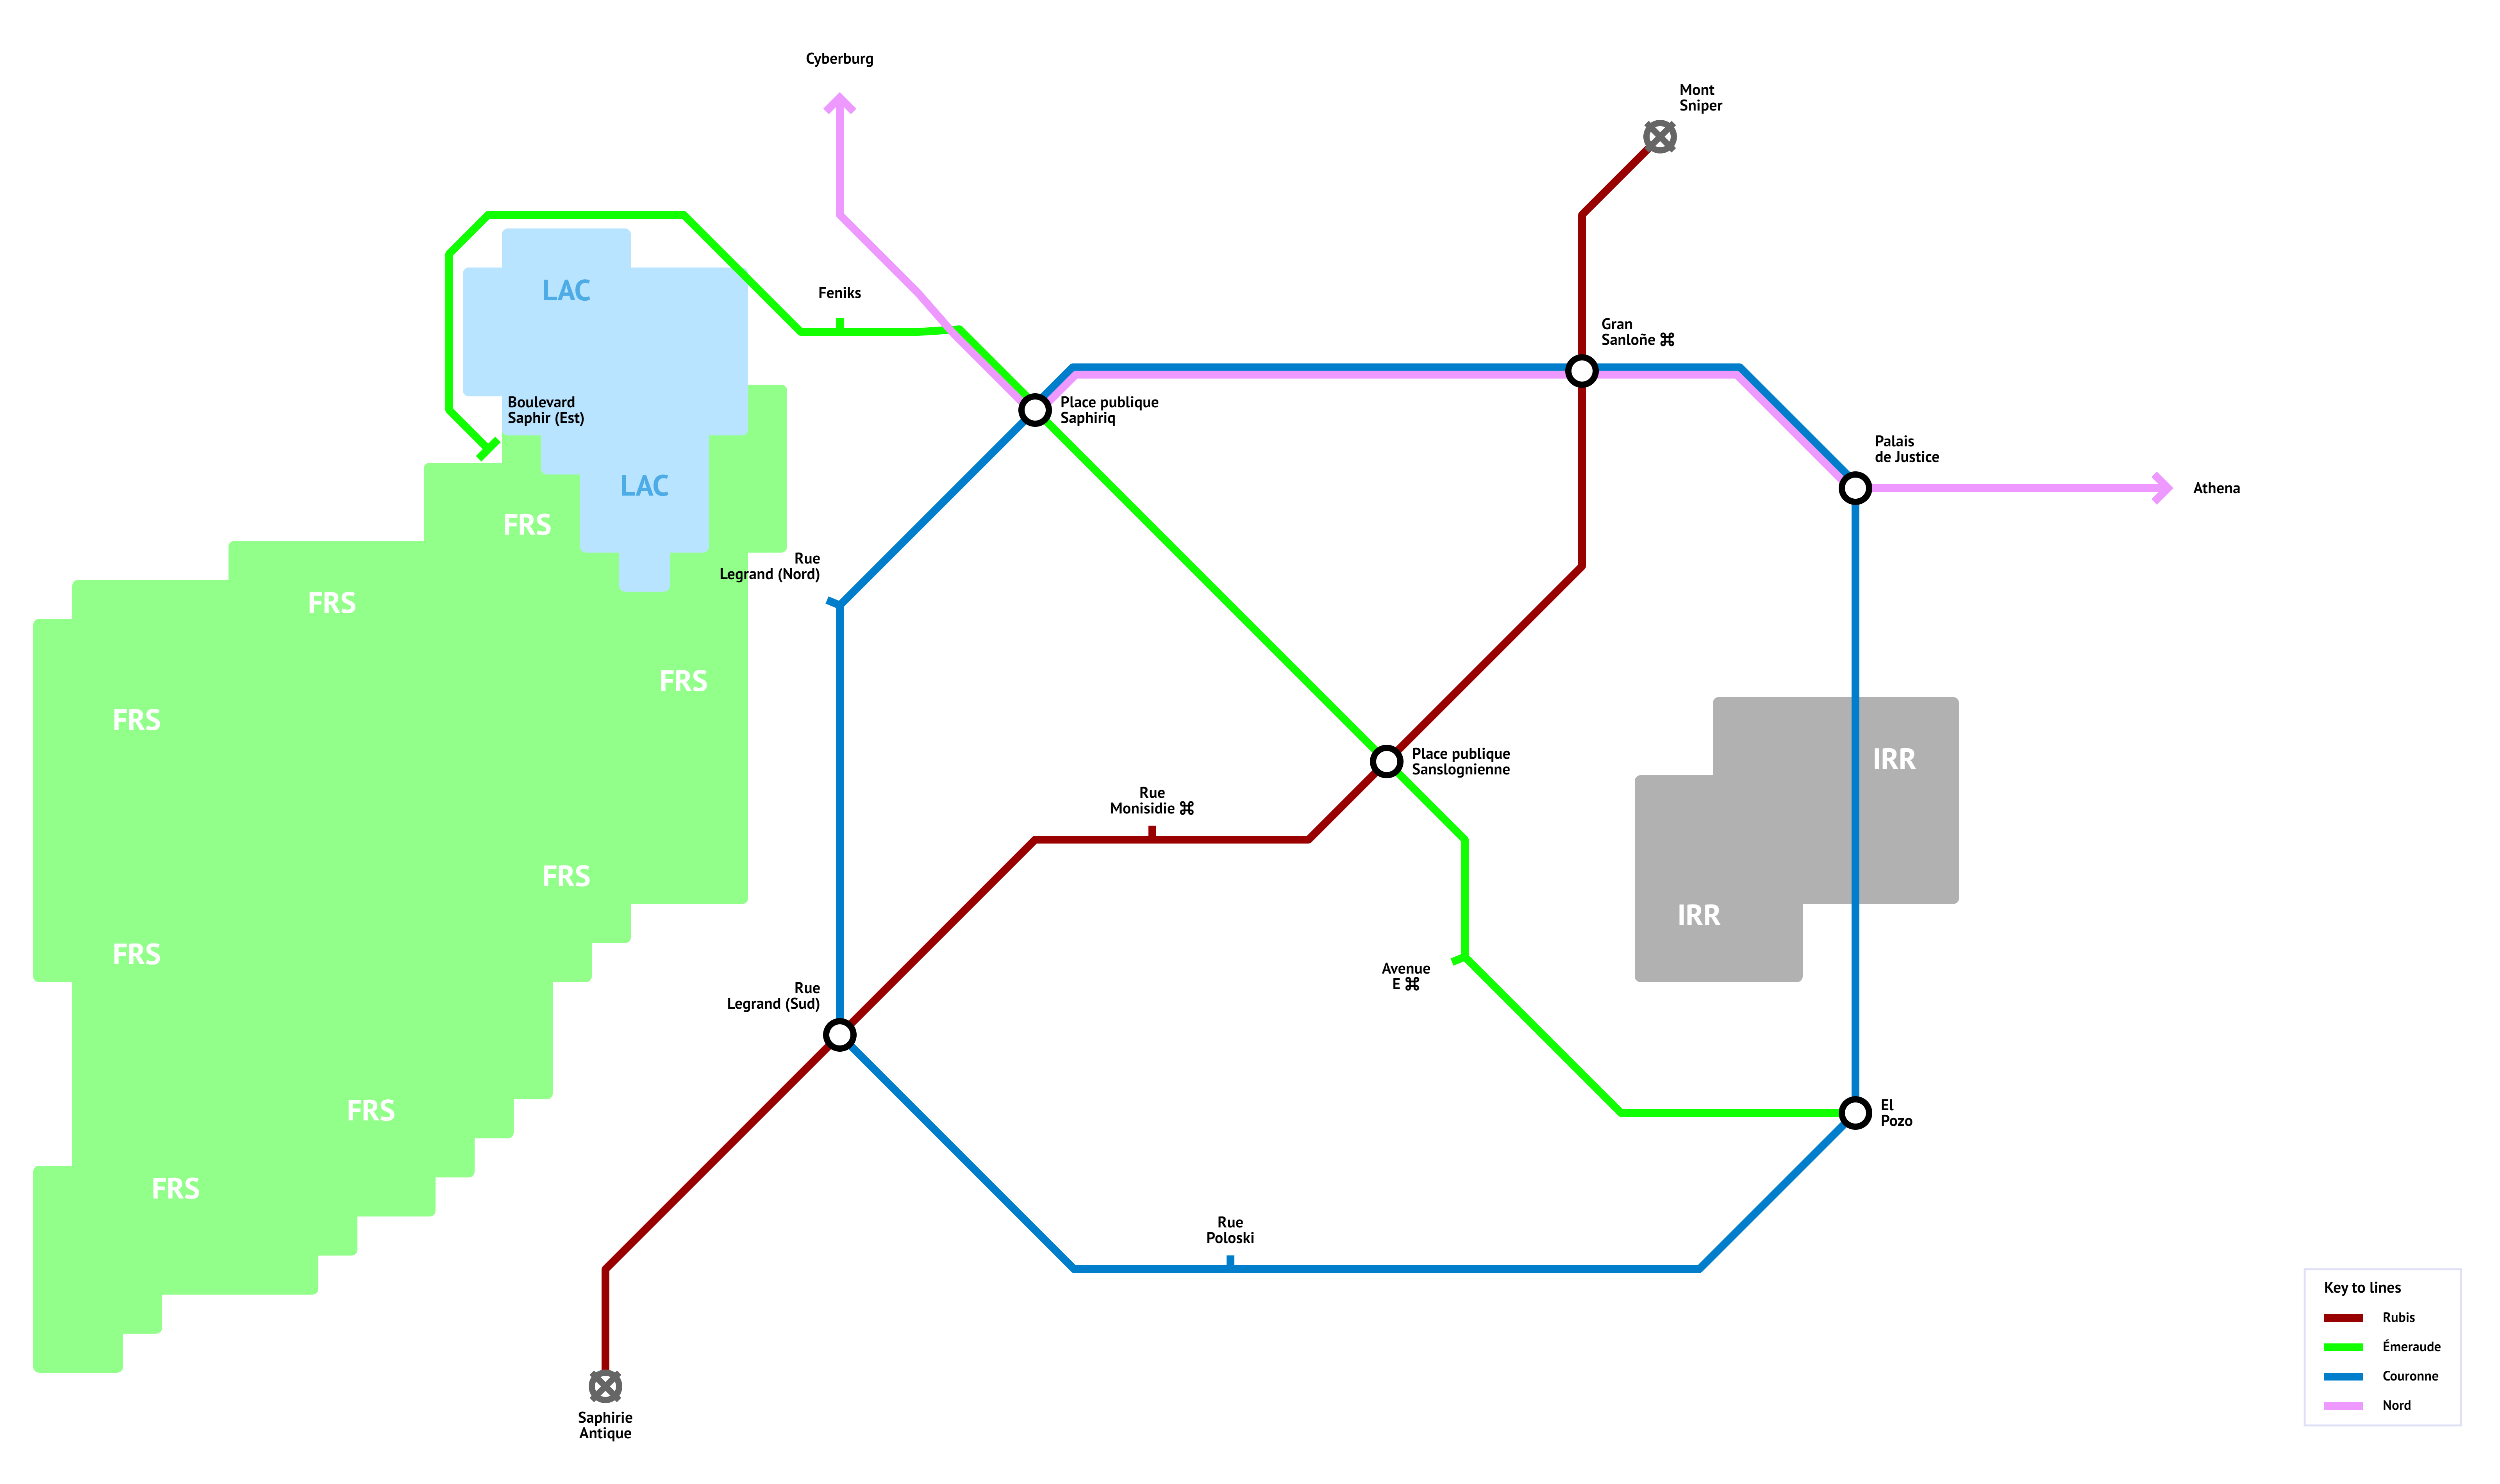 Cyberburg
Mont
Sniper
LAC
Feniks
Gran
Sanloñe ⌘
Boulevard
Saphir (Est)
Place publique
Saphiriq
Palais
de Justice
LAC
Athena
FRS
Rue
Legrand (Nord)
FRS
FRS
FRS
Place publique
Sanslognienne
IRR
Rue
Monisidie ⌘
FRS
IRR
FRS
Avenue
E ⌘
Rue
Legrand (Sud)
FRS
El
Pozo
FRS
Rue
Poloski
Saphirie
Antique
Key to lines
Rubis
Émeraude
Couronne
Nord